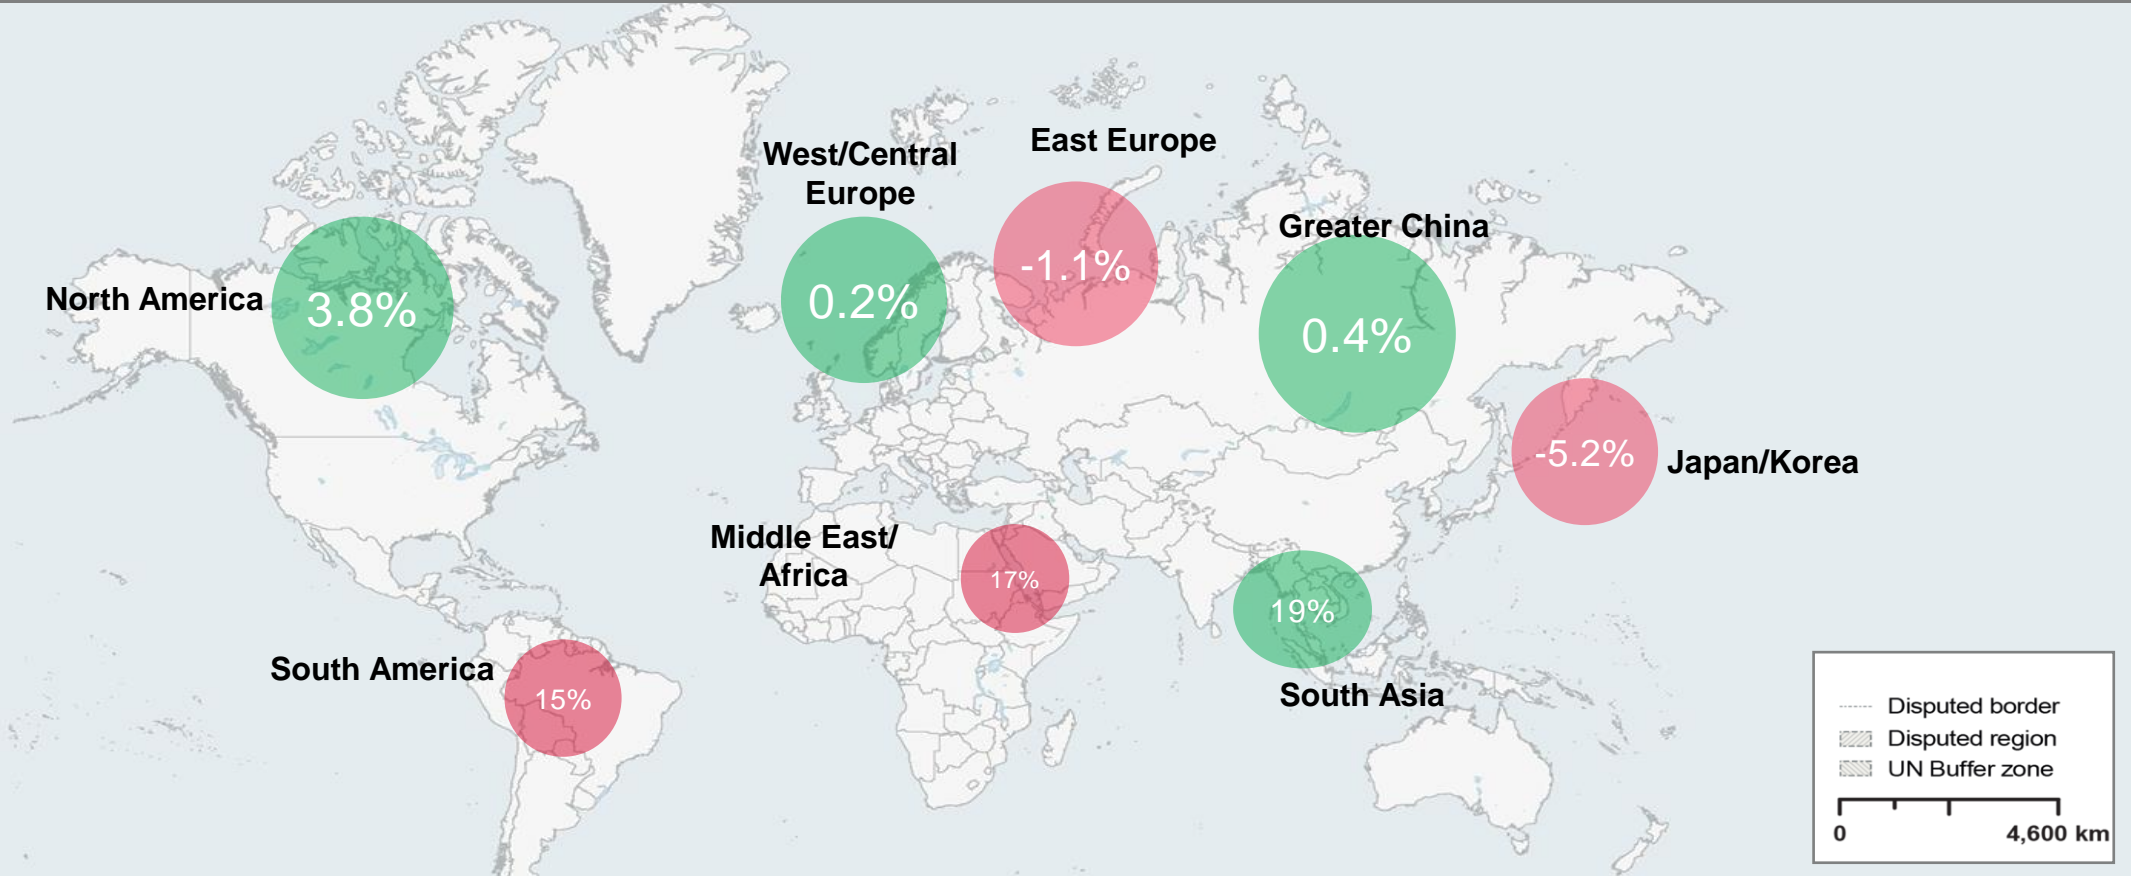 East Europe
West/Central
Europe
Greater China
North America
3.8%
0.2%
-1.1%
0.4%
-5.2%
Japan/Korea
Middle East/
Africa
17%
19%
South America
15%
South Asia
Disputed border
Disputed region
UN Buffer zone
0 4,600 km